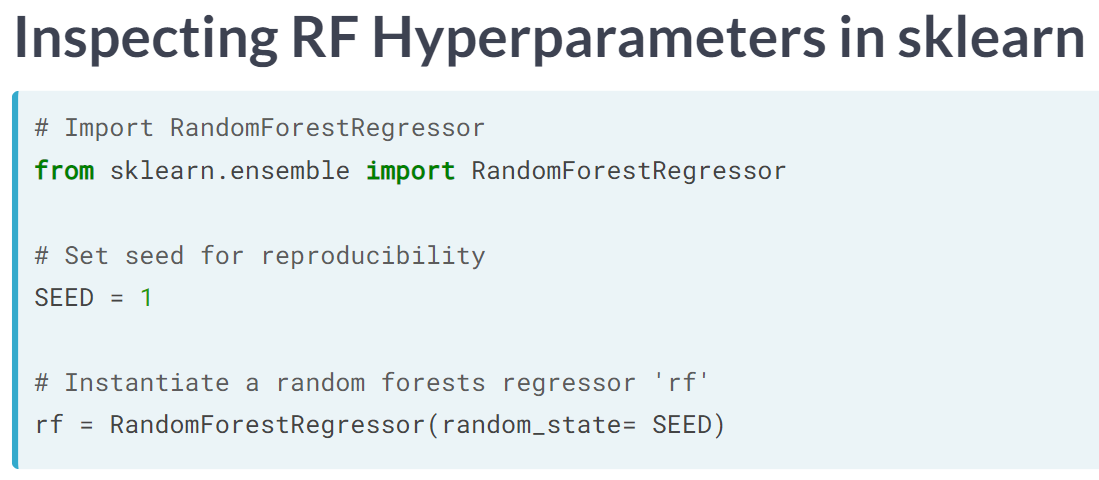 Inspecting RF Hyperparameters in sklearn
# Import RandomForestRegressor
from sklearn.ensemble import RandomForestRegressor
# Set seed for reproducibility
SEED = 1
# Instantiate a random forests regressor 'rf'
rf = RandomForestRegressor(random_state= SEED)